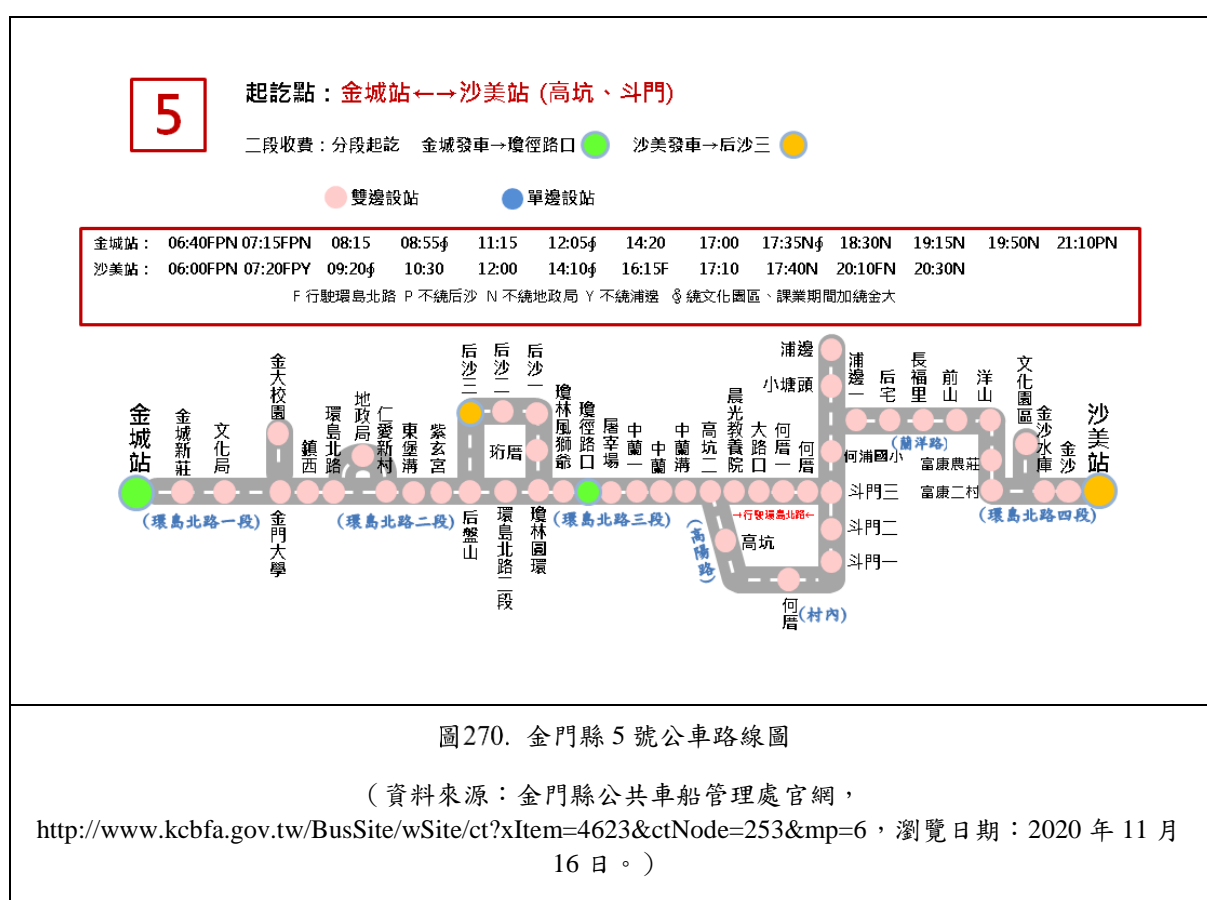 5
起訖點：金城站←→沙美站 (高坑、斗門)
二段收費：分段起訖 金城發車→瓊徑路口 沙美發車→后沙三
雙邊設站 單邊設站
金城站： 06:40FPN 07:15FPN 08:15 08:55∮ 11:15 12:05∮ 14:20 17:00 17:35N∮ 18:30N 19:15N 19:50N 21:10PN
沙美站： 06:00FPN 07:20FPY 09:20∮ 10:30 12:00 14:10∮ 16:15F 17:10 17:40N 20:10FN 20:30N
F 行駛環島北路 P 不繞后沙 N 不繞地政局 Y 不繞浦邊 ∮ 繞文化園區、課業期間加繞金大
金城站
金城新莊
文化局
金大校園
金門大學
鎮西
環島北路
地政局
仁愛新村
東堡溝
紫玄宮
后盤山
后沙三
后沙二
后沙一
珩厝
環島北路二段
瓊林圓環
瓊林風獅爺
瓊徑路口
屠宰場
中蘭一
中蘭
中蘭溝
高坑二
晨光教養院
大路口
何厝一
何厝
→行駛環島北路←
高坑
何厝
(村內)
斗門一
斗門二
斗門三
何浦國小
小塘頭
浦邊
浦邊一
后宅
長福里
前山
洋山
(蘭洋路)
富康農莊
富康二村
文化園區
金沙水庫
金沙
沙美站
(環島北路一段)
(環島北路二段)
(環島北路三段)
(高陽路)
(環島北路四段)
圖270. 金門縣 5 號公車路線圖
（資料來源：金門縣公共車船管理處官網，
http://www.kcbfa.gov.tw/BusSite/wSite/ct?xItem=4623&ctNode=253&mp=6，瀏覽日期：2020 年 11 月
16 日。）